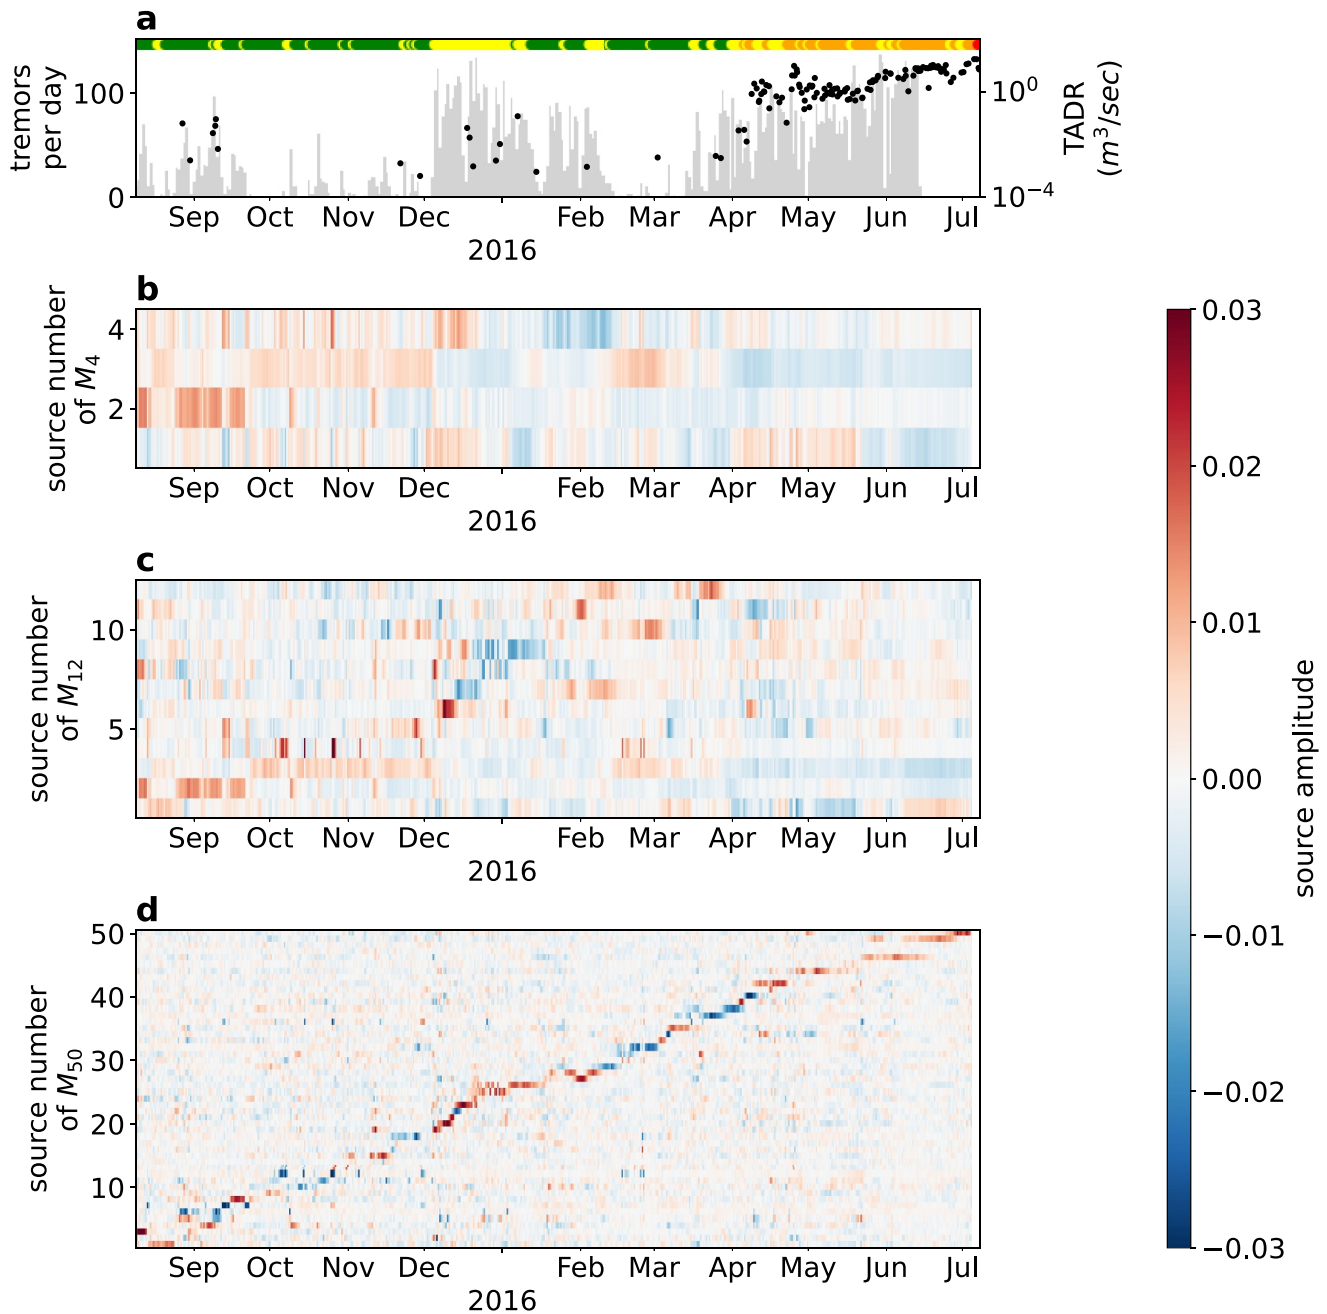 a
tremors
per day
100
50
0
10⁰
10⁻⁴
TADR
(m³/sec)
Sep Oct Nov Dec Feb Mar Apr May Jun Jul
2016
b
source number
of M₄
4
2
Sep Oct Nov Dec Feb Mar Apr May Jun Jul
2016
c
source number
of M₁₂
10
5
Sep Oct Nov Dec Feb Mar Apr May Jun Jul
2016
d
source number
of M₅₀
50
40
30
20
10
Sep Oct Nov Dec Feb Mar Apr May Jun Jul
2016
0.03
0.02
0.01
0.00
−0.01
−0.02
−0.03
source amplitude